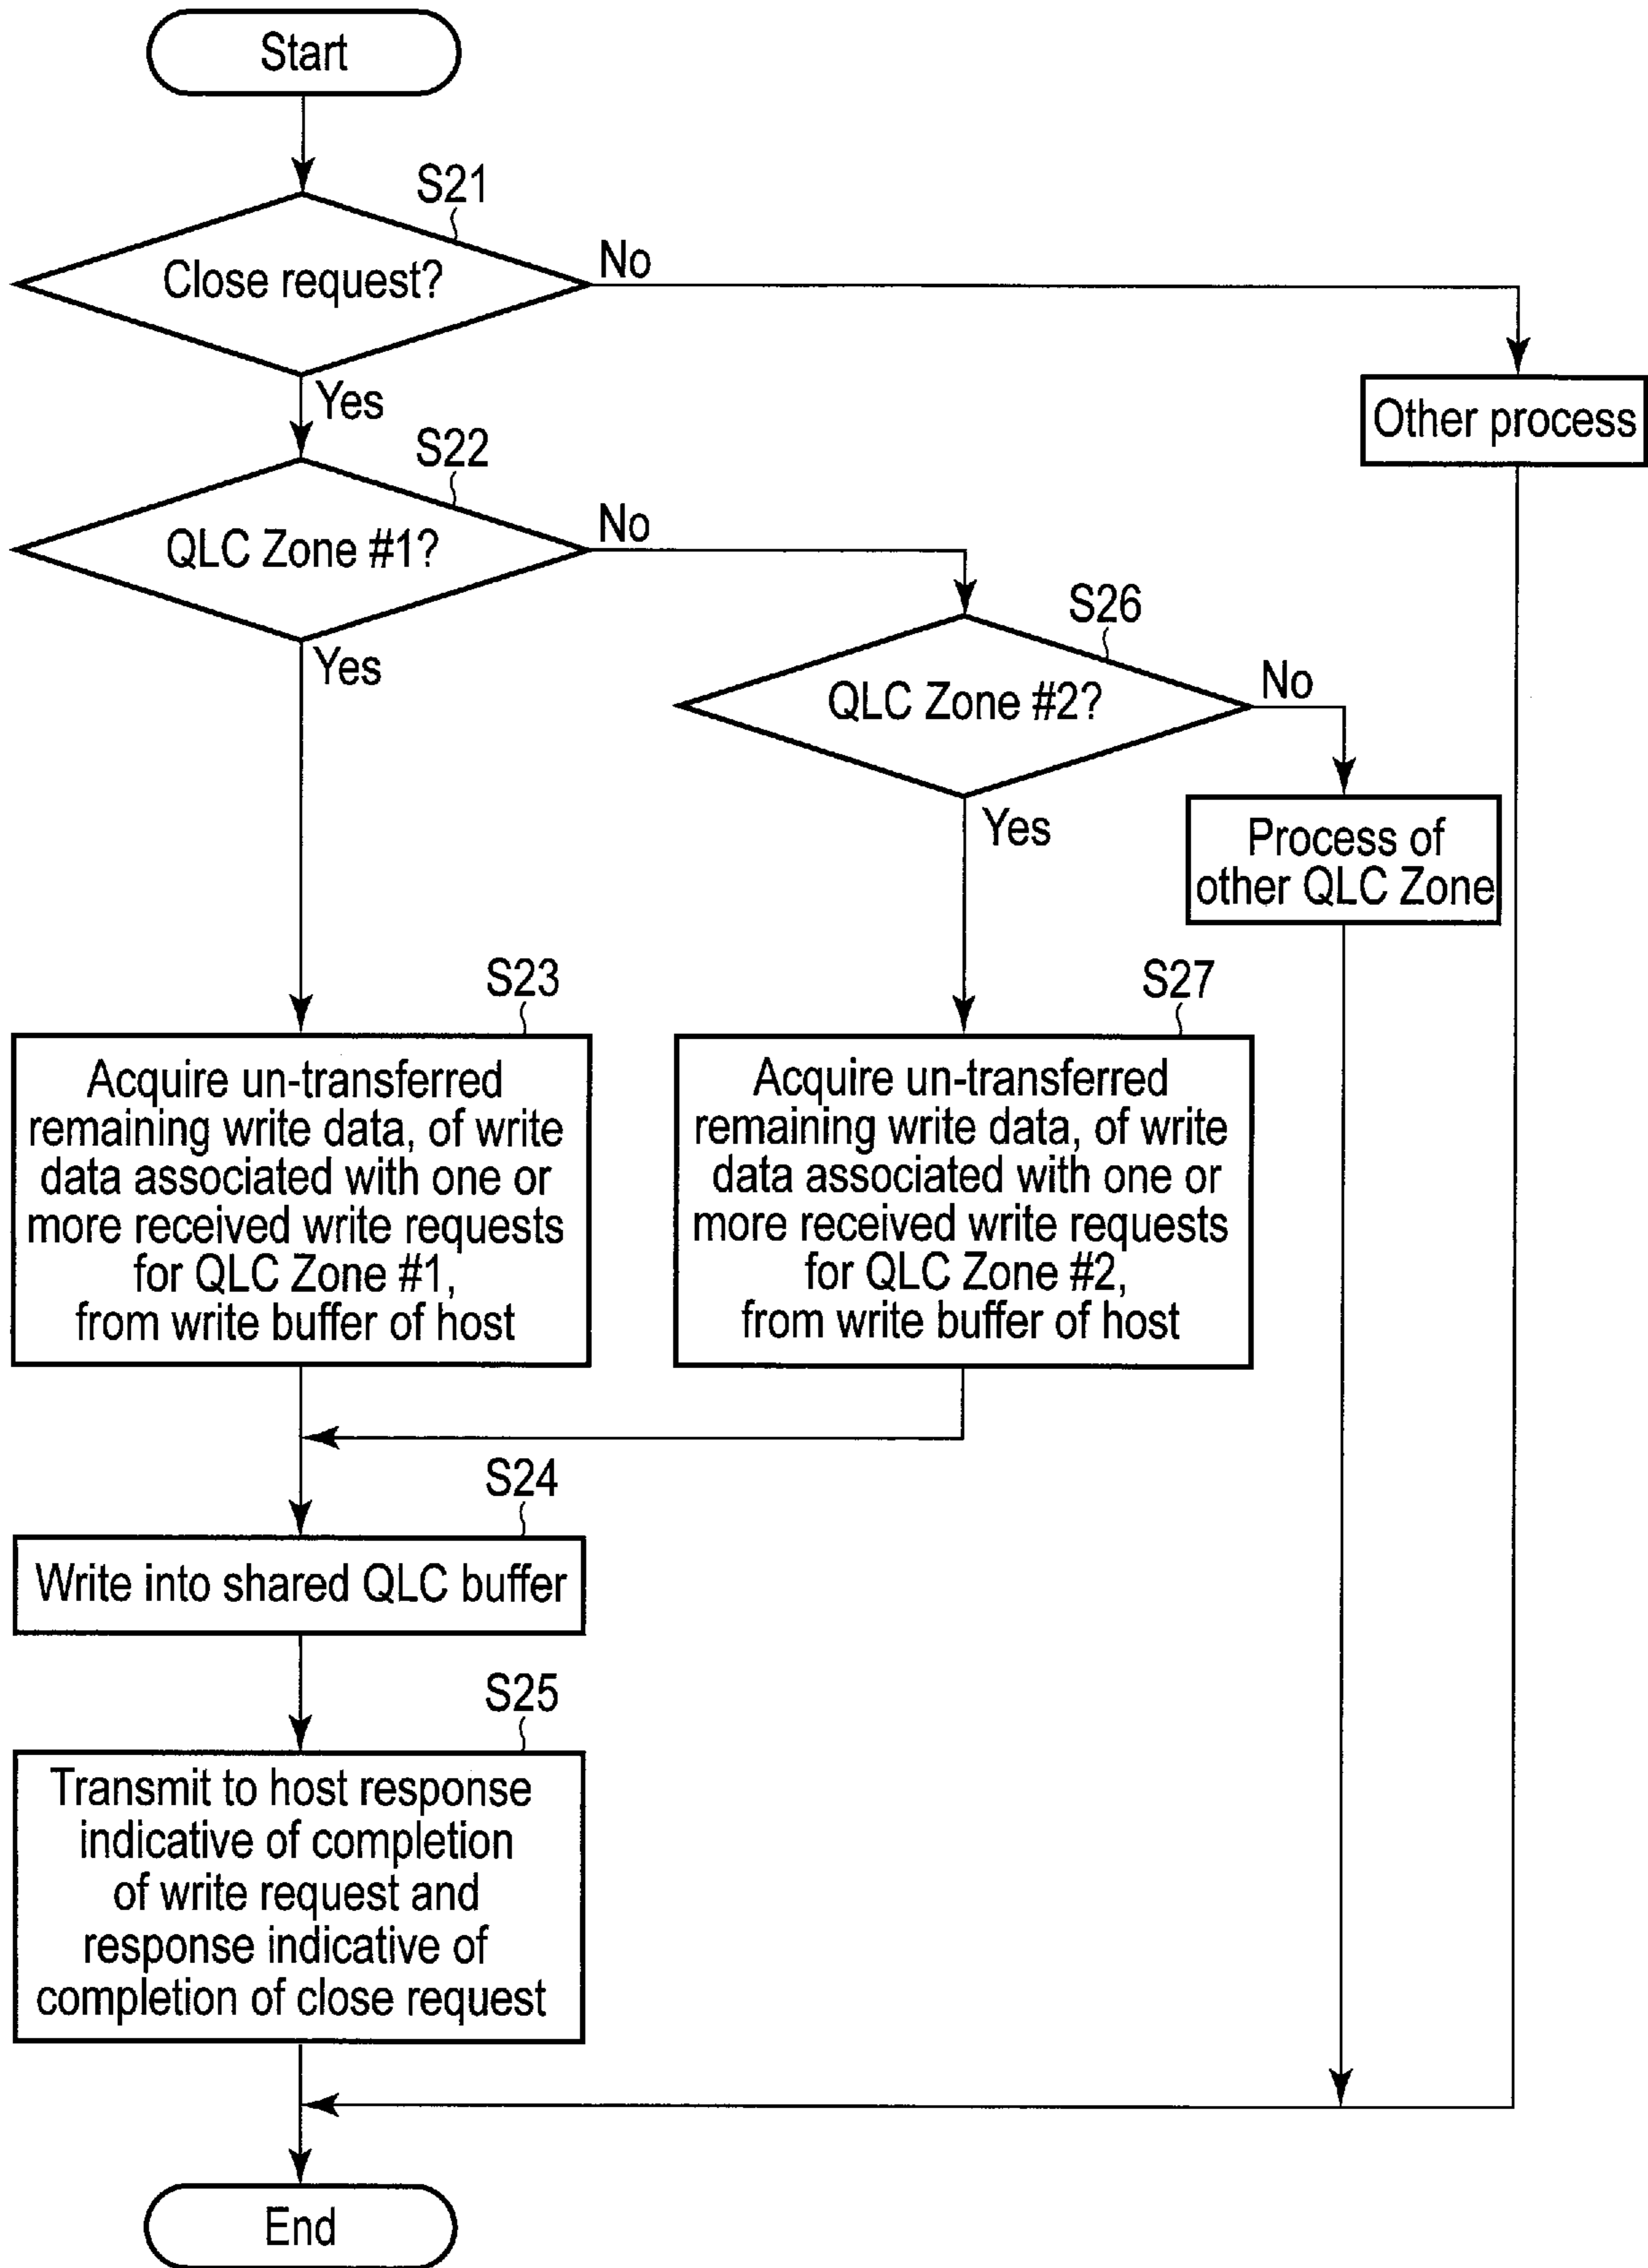 Start
S21
Close request?
No
Yes
Other process
S22
QLC Zone #1?
No
Yes
S26
QLC Zone #2?
No
Yes
Process of
other QLC Zone
S23
Acquire un-transferred
remaining write data, of write
data associated with one or
more received write requests
for QLC Zone #1,
from write buffer of host
S27
Acquire un-transferred
remaining write data, of write
data associated with one or
more received write requests
for QLC Zone #2,
from write buffer of host
S24
Write into shared QLC buffer
S25
Transmit to host response
indicative of completion
of write request and
response indicative of
completion of close request
End